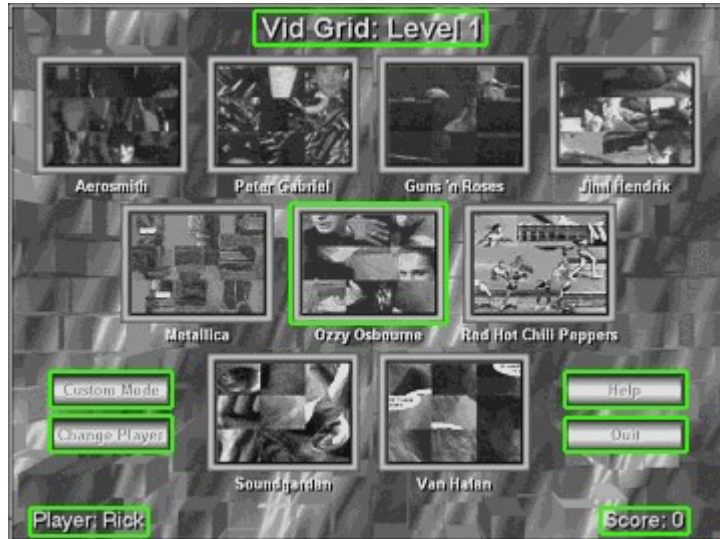 Vid Grid: Level 1
Aerosmith
Peter Gabriel
Guns 'n Roses
Jimi Hendrix
Metallica
Ozzy Osbourne
Red Hot Chili Peppers
Custom Mode
Help
Change Player
Quit
Soundgarden
Van Halen
Player: Rick
Score: 0